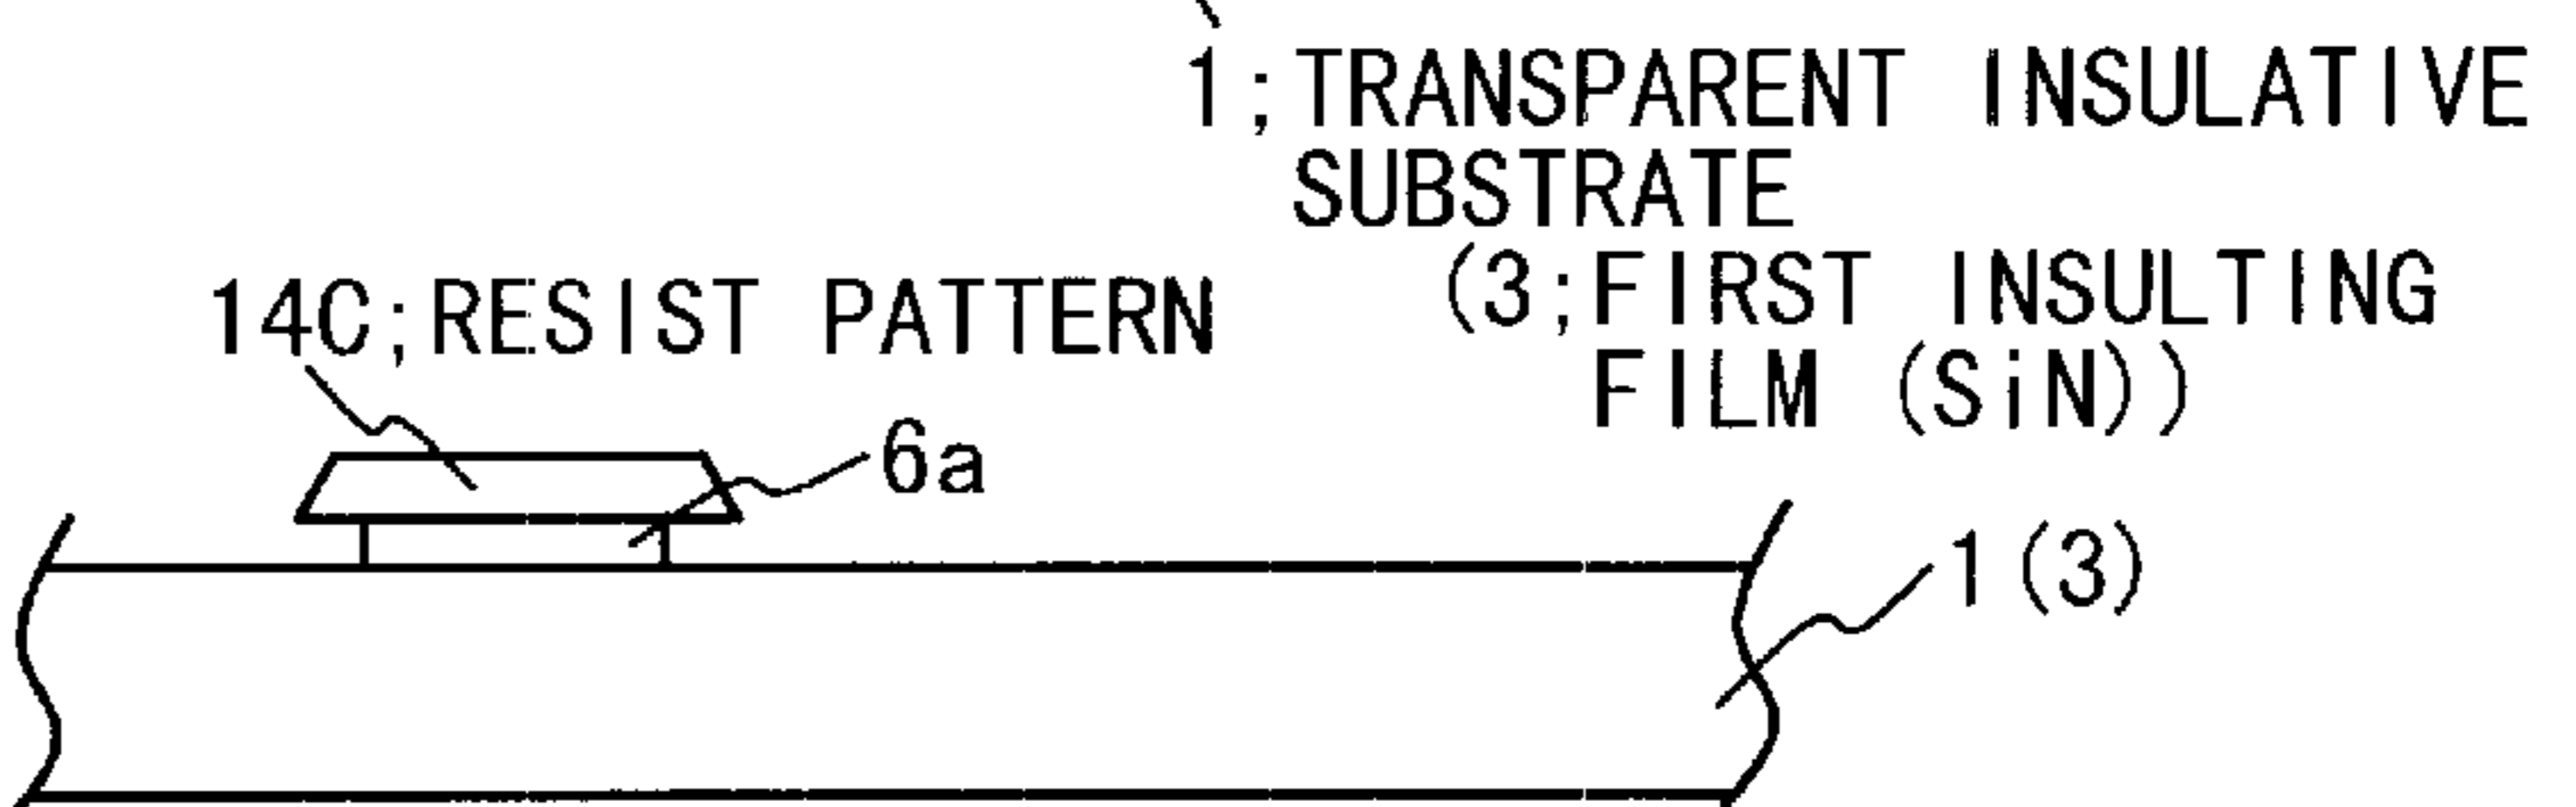 1;TRANSPARENT INSULATIVE
SUBSTRATE
(3;FIRST INSULTING
FILM (SiN))
14C;RESIST PATTERN
6a
1(3)